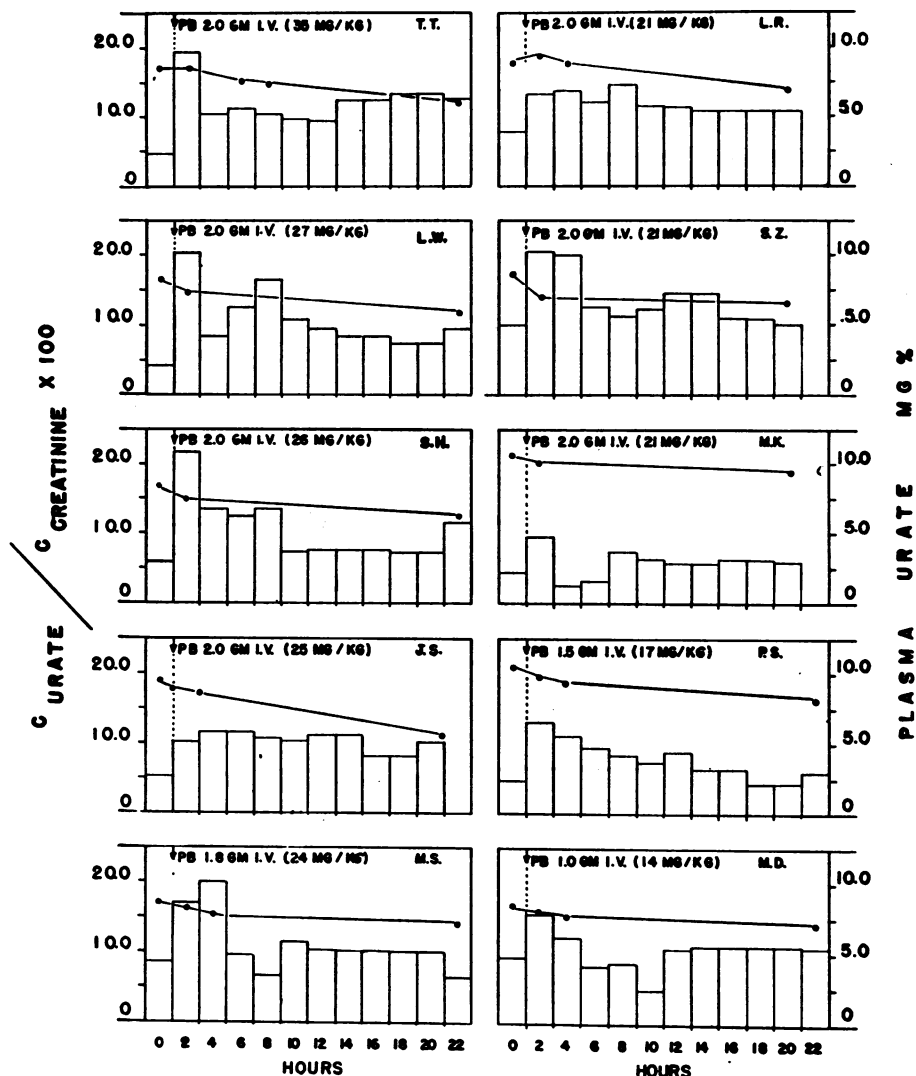 PB 2.0 GM I.V. (35 MG/KG) T.T.
20.0
10.0
0
PB 2.0 GM I.V. (21 MG/KG) L.R.
10.0
5.0
0
PB 2.0 GM I.V. (27 MG/KG) L.W.
20.0
10.0
0
PB 2.0 GM I.V. (21 MG/KG) S.Z.
10.0
5.0
0
PB 2.0 GM I.V. (26 MG/KG) S.H.
20.0
10.0
0
PB 2.0 GM I.V. (21 MG/KG) M.K.
10.0
5.0
0
PB 2.0 GM I.V. (25 MG/KG) J.S.
20.0
10.0
0
PB 1.5 GM I.V. (17 MG/KG) P.S.
10.0
5.0
0
PB 1.8 GM I.V. (24 MG/KG) M.S.
20.0
10.0
0
PB 1.0 GM I.V. (14 MG/KG) M.D.
10.0
5.0
0
C URATE / C CREATININE X 100
PLASMA URATE MG %
0 2 4 6 8 10 12 14 16 18 20 22
HOURS
0 2 4 6 8 10 12 14 16 18 20 22
HOURS